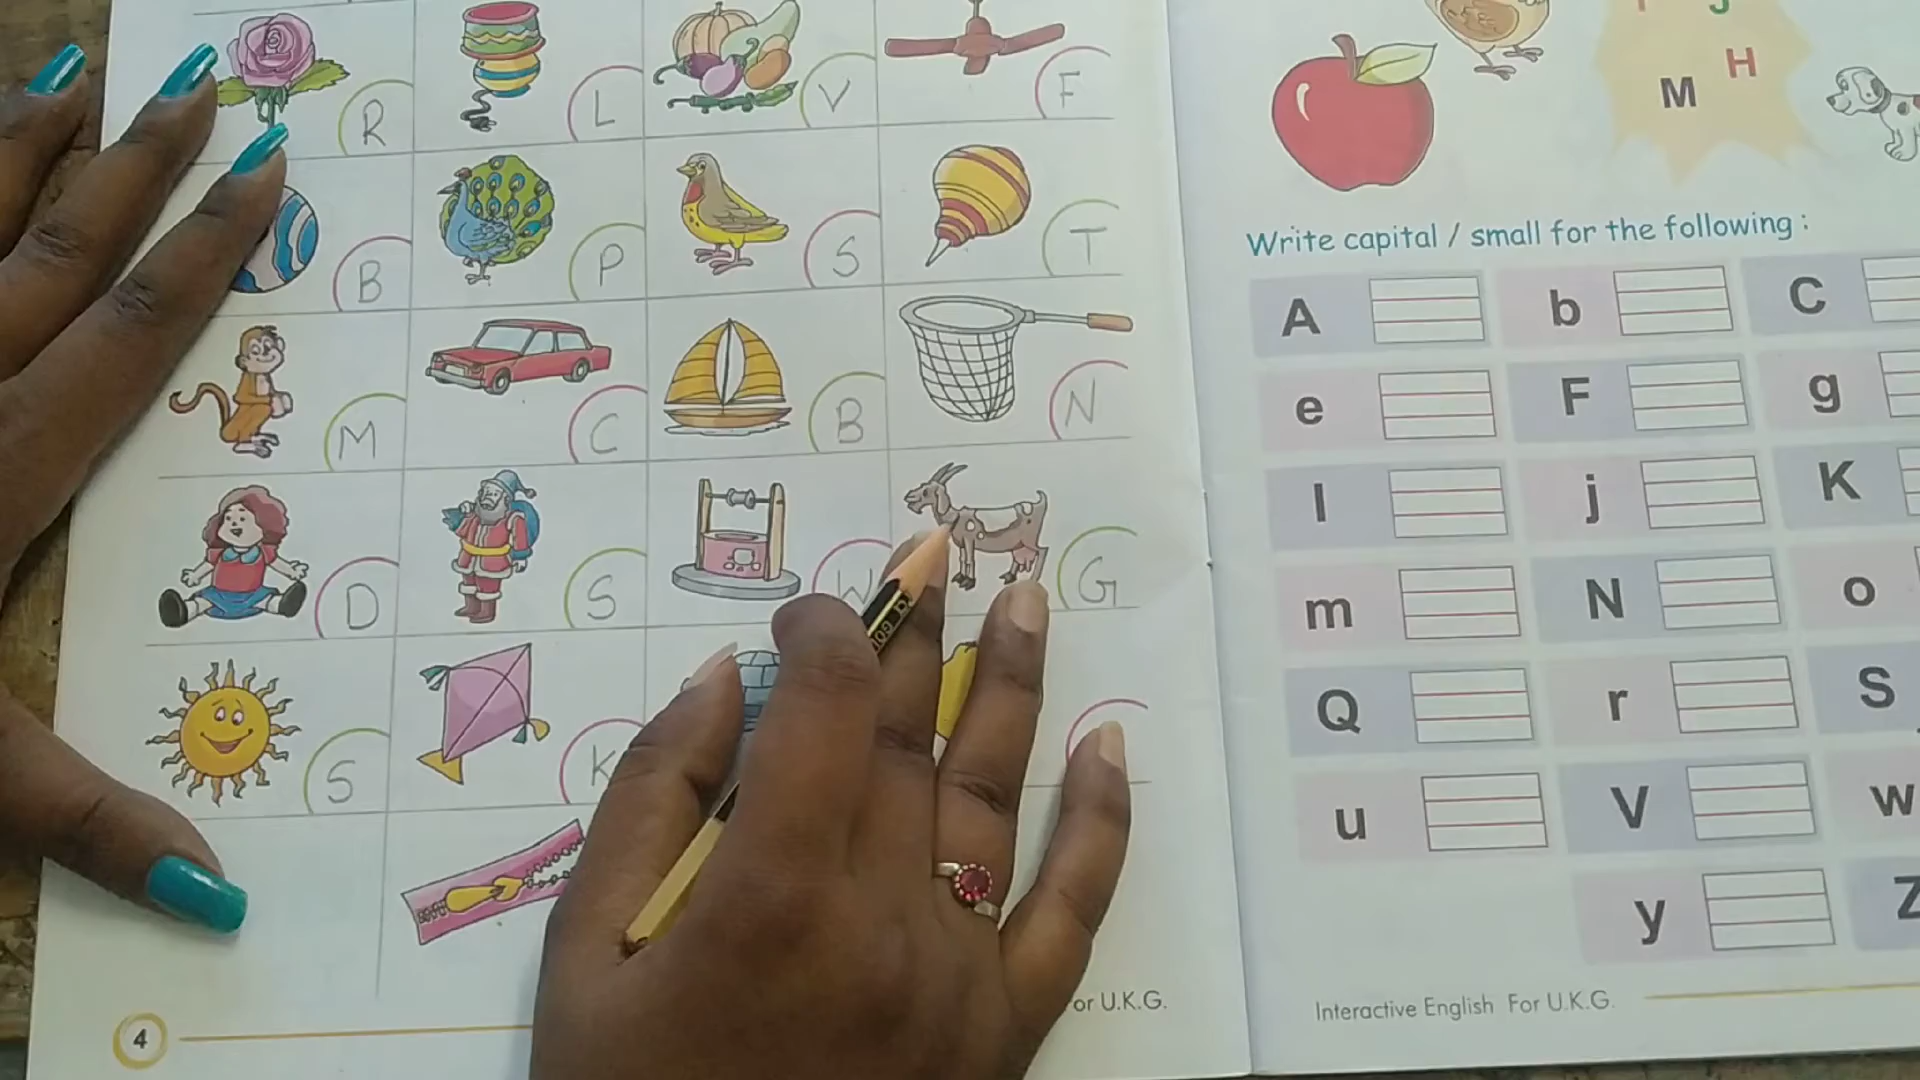 R L V F
B P S T
M C B N
D S W G
S K
4
or U.K.G.
J
H
M
Write capital / small for the following :
A b C
e F g
I j K
m N o
Q r S
u V w
y Z
Interactive English For U.K.G.